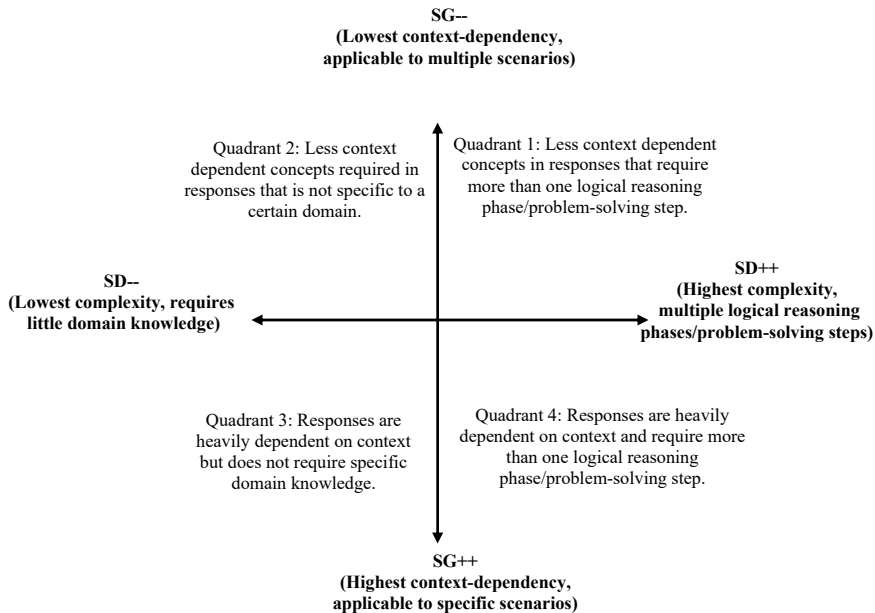 SG--
(Lowest context-dependency,
applicable to multiple scenarios)
Quadrant 2: Less context
dependent concepts required in
responses that is not specific to a
certain domain.
Quadrant 1: Less context dependent
concepts in responses that require
more than one logical reasoning
phase/problem-solving step.
SD--
(Lowest complexity, requires
little domain knowledge)
SD++
(Highest complexity,
multiple logical reasoning
phases/problem-solving steps)
Quadrant 3: Responses are
heavily dependent on context
but does not require specific
domain knowledge.
Quadrant 4: Responses are heavily
dependent on context and require more
than one logical reasoning
phase/problem-solving step.
SG++
(Highest context-dependency,
applicable to specific scenarios)